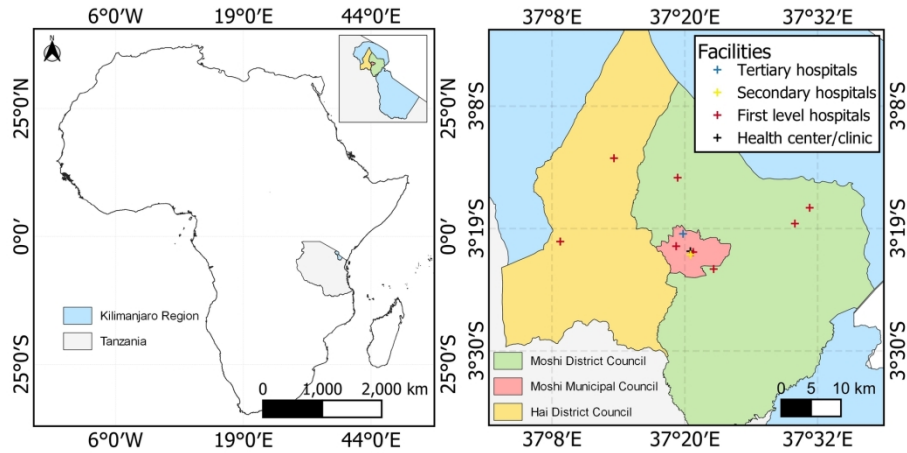 6°0′W 19°0′E 44°0′E
N
25°0′N 25°0′N
0°0′ 0°0′
Kilimanjaro Region
Tanzania
25°0′S 25°0′S
0 1,000 2,000 km
6°0′W 19°0′E 44°0′E
37°8′E 37°20′E 37°32′E
Facilities
Tertiary hospitals
Secondary hospitals
First level hospitals
Health center/clinic
3°8′S 3°8′S
3°19′S 3°19′S
3°30′S 3°30′S
Moshi District Council
Moshi Municipal Council
Hai District Council
0 5 10 km
37°8′E 37°20′E 37°32′E